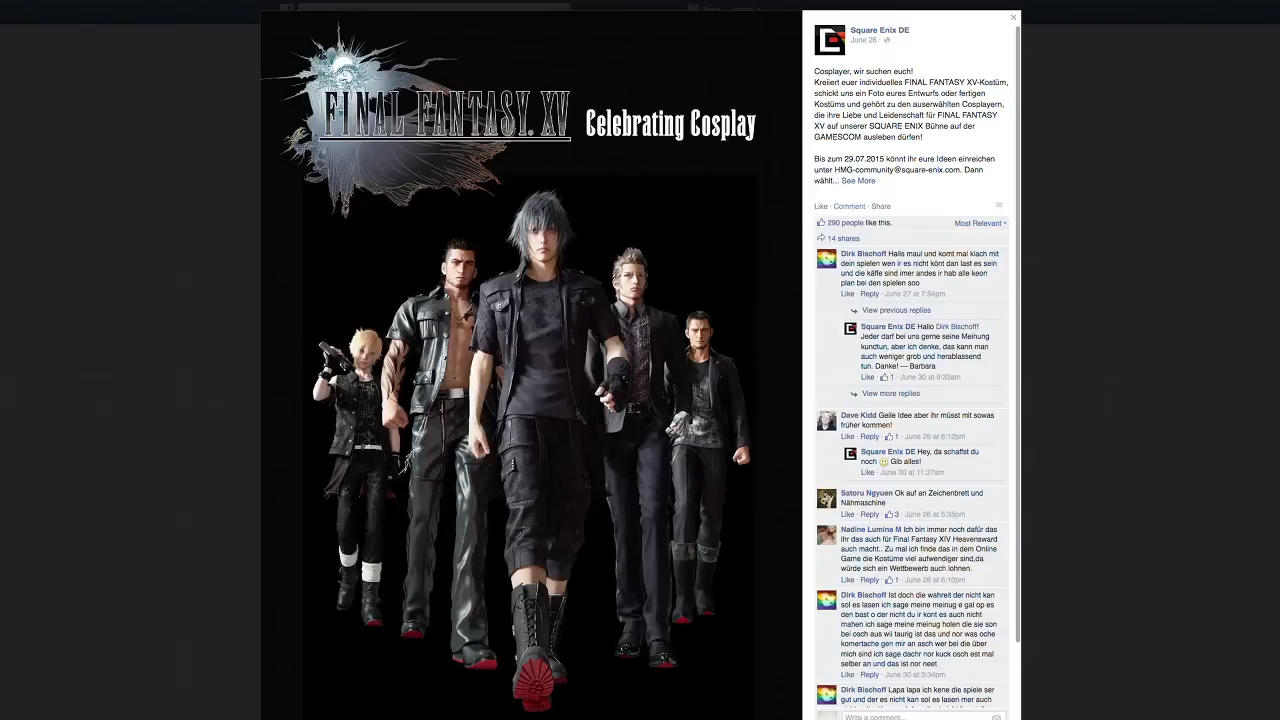 FINAL FANTASY XV Celebrating Cosplay
Square Enix DE
June 26 ·
Cosplayer, wir suchen euch!
Kreiiert euer individuelles FINAL FANTASY XV-Kostüm,
schickt uns ein Foto eures Entwurfs oder fertigen
Kostüms und gehört zu den auserwählten Cosplayern,
die ihre Liebe und Leidenschaft für FINAL FANTASY
XV auf unserer SQUARE ENIX Bühne auf der
GAMESCOM ausleben dürfen!
Bis zum 29.07.2015 könnt ihr eure Ideen einreichen
unter HMG-community@square-enix.com. Dann
wählt... See More
Like · Comment · Share
290 people like this.
Most Relevant
14 shares
Dirk Bischoff Halls maul und komt mal klach mit
dein spielen wen ir es nicht könt dan last es sein
und die käffe sind imer andes ir hab alle keon
plan bei den spielen soo
Like · Reply · June 27 at 7:54pm
View previous replies
Square Enix DE Hallo Dirk Bischoff!
Jeder darf bei uns gerne seine Meinung
kundtun, aber ich denke, das kann man
auch weniger grob und herablassend
tun. Danke! --- Barbara
Like · 1 · June 30 at 9:33am
View more replies
Dave Kidd Geile Idee aber ihr müsst mit sowas
früher kommen!
Like · Reply · 1 · June 26 at 6:12pm
Square Enix DE Hey, da schaffst du
noch 🙂 Gib alles!
Like · June 30 at 11:37am
Satoru Ngyuen Ok auf an Zeichenbrett und
Nähmaschine
Like · Reply · 3 · June 26 at 5:35pm
Nadine Lumina M Ich bin immer noch dafür das
ihr das auch für Final Fantasy XIV Heavensward
auch macht.. Zu mal ich finde das in dem Online
Game die Kostüme viel aufwendiger sind,da
würde sich ein Wettbewerb auch lohnen.
Like · Reply · 1 · June 26 at 6:10pm
Dirk Bischoff Ist doch die wahreit der nicht kan
sol es lasen ich sage meine meinug e gal op es
den bast o der nicht du ir kont es auch nicht
mahen ich sage meine meinug holen die sie son
bei osch aus wii taurig ist das und nor was oche
komertache gen mir an asch wer bei die über
mich sind ich sage dachr nor kuck osch est mal
selber an und das ist nor neet
Like · Reply · June 30 at 3:34pm
Dirk Bischoff Lapa lapa ich kene die spiele ser
gut und der es nicht kan sol es lasen mer auch
Write a comment...